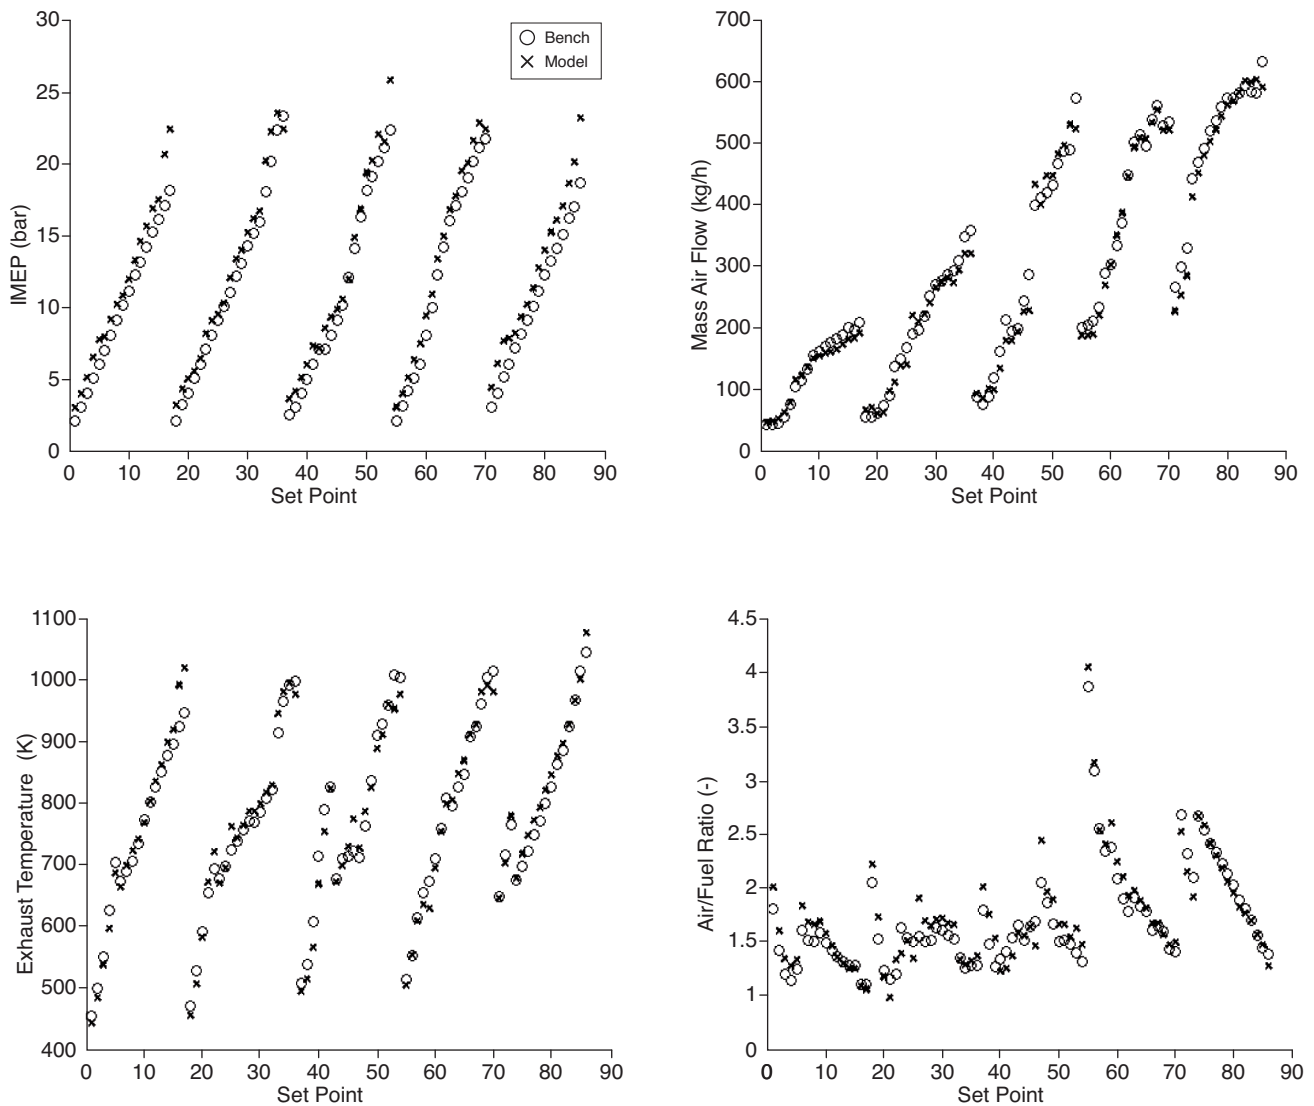 30
25
20
15
10
5
0
IMEP (bar)
Bench
Model
0 10 20 30 40 50 60 70 80 90
Set Point
700
600
500
400
300
200
100
0
Mass Air Flow (kg/h)
0 10 20 30 40 50 60 70 80 90
Set Point
1100
1000
900
800
700
600
500
400
Exhaust Temperature (K)
0 10 20 30 40 50 60 70 80 90
Set Point
4.5
4
3.5
3
2.5
2
1.5
1
0
Air/Fuel Ratio (-)
0 10 20 30 40 50 60 70 80 90
Set Point